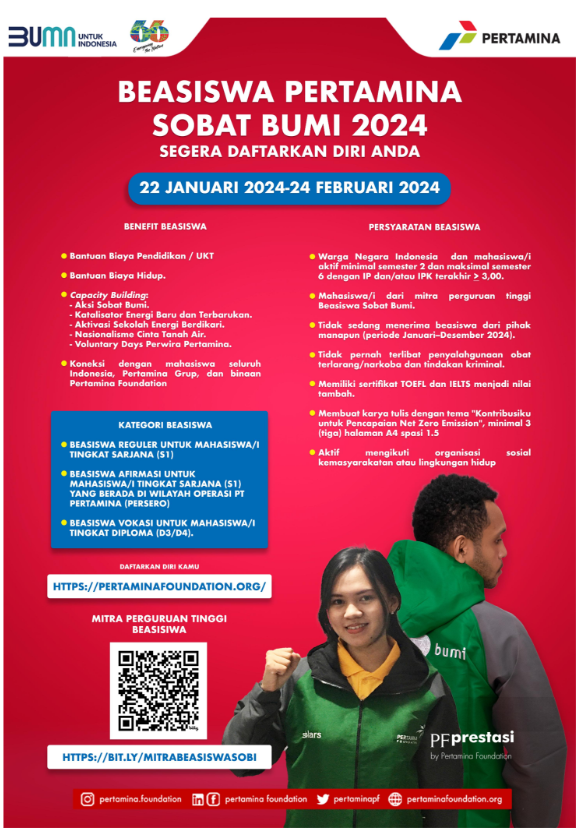 BUMN UNTUK
INDONESIA
66
PERTAMINA
BEASISWA PERTAMINA
SOBAT BUMI 2024
SEGERA DAFTARKAN DIRI ANDA
22 JANUARI 2024-24 FEBRUARI 2024
BENEFIT BEASISWA
Bantuan Biaya Pendidikan / UKT
Bantuan Biaya Hidup.
Capacity Building:
- Aksi Sobat Bumi.
- Katalisator Energi Baru dan Terbarukan.
- Aktivasi Sekolah Energi Berdikari.
- Nasionalisme Cinta Tanah Air.
- Voluntary Days Perwira Pertamina.
Koneksi dengan mahasiswa seluruh
Indonesia, Pertamina Grup, dan binaan
Pertamina Foundation
KATEGORI BEASISWA
BEASISWA REGULER UNTUK MAHASISWA/I
TINGKAT SARJANA (S1)
BEASISWA AFIRMASI UNTUK
MAHASISWA/I TINGKAT SARJANA (S1)
YANG BERADA DI WILAYAH OPERASI PT
PERTAMINA (PERSERO)
BEASISWA VOKASI UNTUK MAHASISWA/I
TINGKAT DIPLOMA (D3/D4).
DAFTARKAN DIRI KAMU
HTTPS://PERTAMINAFOUNDATION.ORG/
MITRA PERGURUAN TINGGI
BEASISWA
HTTPS://BIT.LY/MITRABEASISWASOBI
PERSYARATAN BEASISWA
Warga Negara Indonesia dan mahasiswa/i
aktif minimal semester 2 dan maksimal semester
6 dengan IP dan/atau IPK terakhir ≥ 3,00.
Mahasiswa/i dari mitra perguruan tinggi
Beasiswa Sobat Bumi.
Tidak sedang menerima beasiswa dari pihak
manapun (periode Januari–Desember 2024).
Tidak pernah terlibat penyalahgunaan obat
terlarang/narkoba dan tindakan kriminal.
Memiliki sertifikat TOEFL dan IELTS menjadi nilai
tambah.
Membuat karya tulis dengan tema "Kontribusiku
untuk Pencapaian Net Zero Emission", minimal 3
(tiga) halaman A4 spasi 1.5
Aktif mengikuti organisasi sosial
kemasyarakatan atau lingkungan hidup
bumi
PFprestasi
by Pertamina Foundation
pertamina.foundation
pertamina foundation
pertaminapf
pertaminafoundation.org